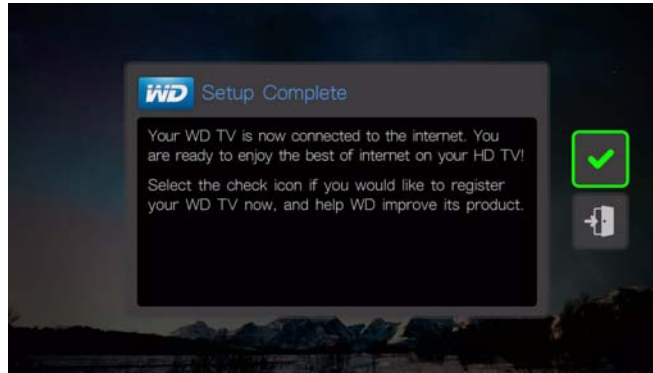 WD Setup Complete
Your WD TV is now connected to the internet. You
are ready to enjoy the best of internet on your HD TV!
Select the check icon if you would like to register
your WD TV now, and help WD improve its product.